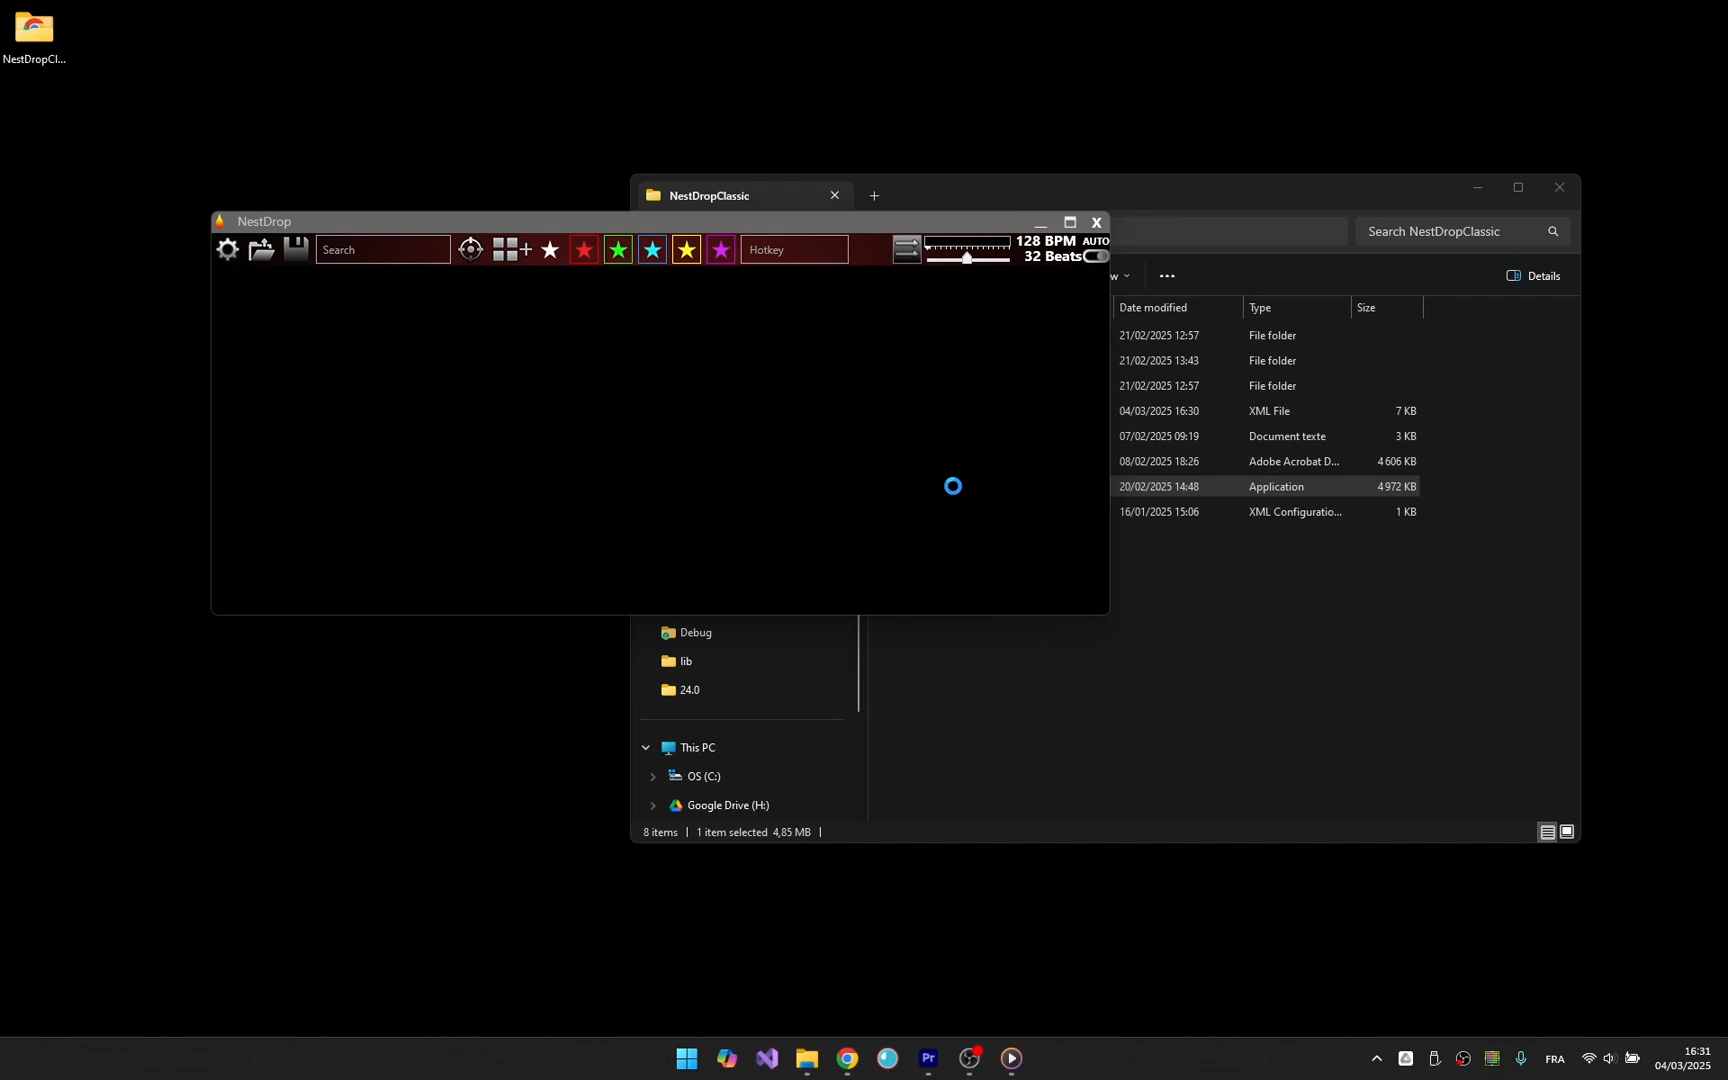 NestDropCl...
NestDropClassic
NestDrop
Search
Hotkey
128 BPM AUTO
32 Beats
Search NestDropClassic
w
Details
Date modified Type Size
21/02/2025 12:57 File folder
21/02/2025 13:43 File folder
21/02/2025 12:57 File folder
04/03/2025 16:30 XML File 7 KB
07/02/2025 09:19 Document texte 3 KB
08/02/2025 18:26 Adobe Acrobat D... 4 606 KB
20/02/2025 14:48 Application 4 972 KB
16/01/2025 15:06 XML Configuratio... 1 KB
Debug
lib
24.0
This PC
OS (C:)
Google Drive (H:)
8 items 1 item selected 4,85 MB
Pr
FRA
16:31
04/03/2025